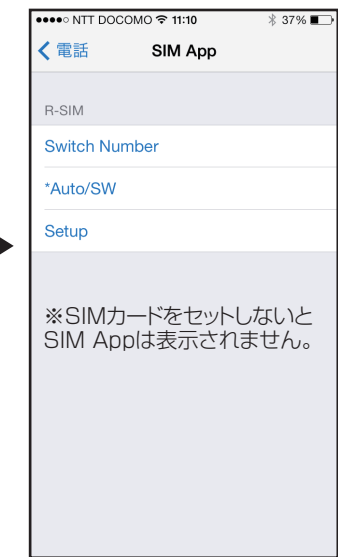 ●●●●○ NTT DOCOMO 11:10 37%
電話 SIM App
R-SIM
Switch Number
*Auto/SW
Setup
※SIMカードをセットしないと
SIM Appは表示されません。